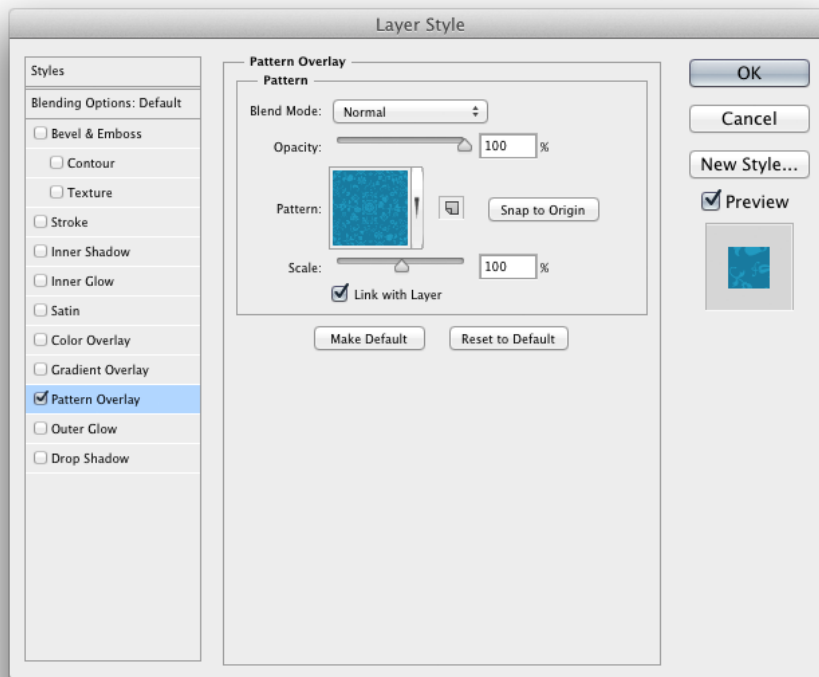 Layer Style
Styles
Blending Options: Default
Bevel & Emboss
Contour
Texture
Stroke
Inner Shadow
Inner Glow
Satin
Color Overlay
Gradient Overlay
Pattern Overlay
Outer Glow
Drop Shadow
Pattern Overlay
Pattern
Blend Mode: Normal
Opacity: 100 %
Pattern: Snap to Origin
Scale: 100 %
Link with Layer
Make Default Reset to Default
OK
Cancel
New Style...
Preview